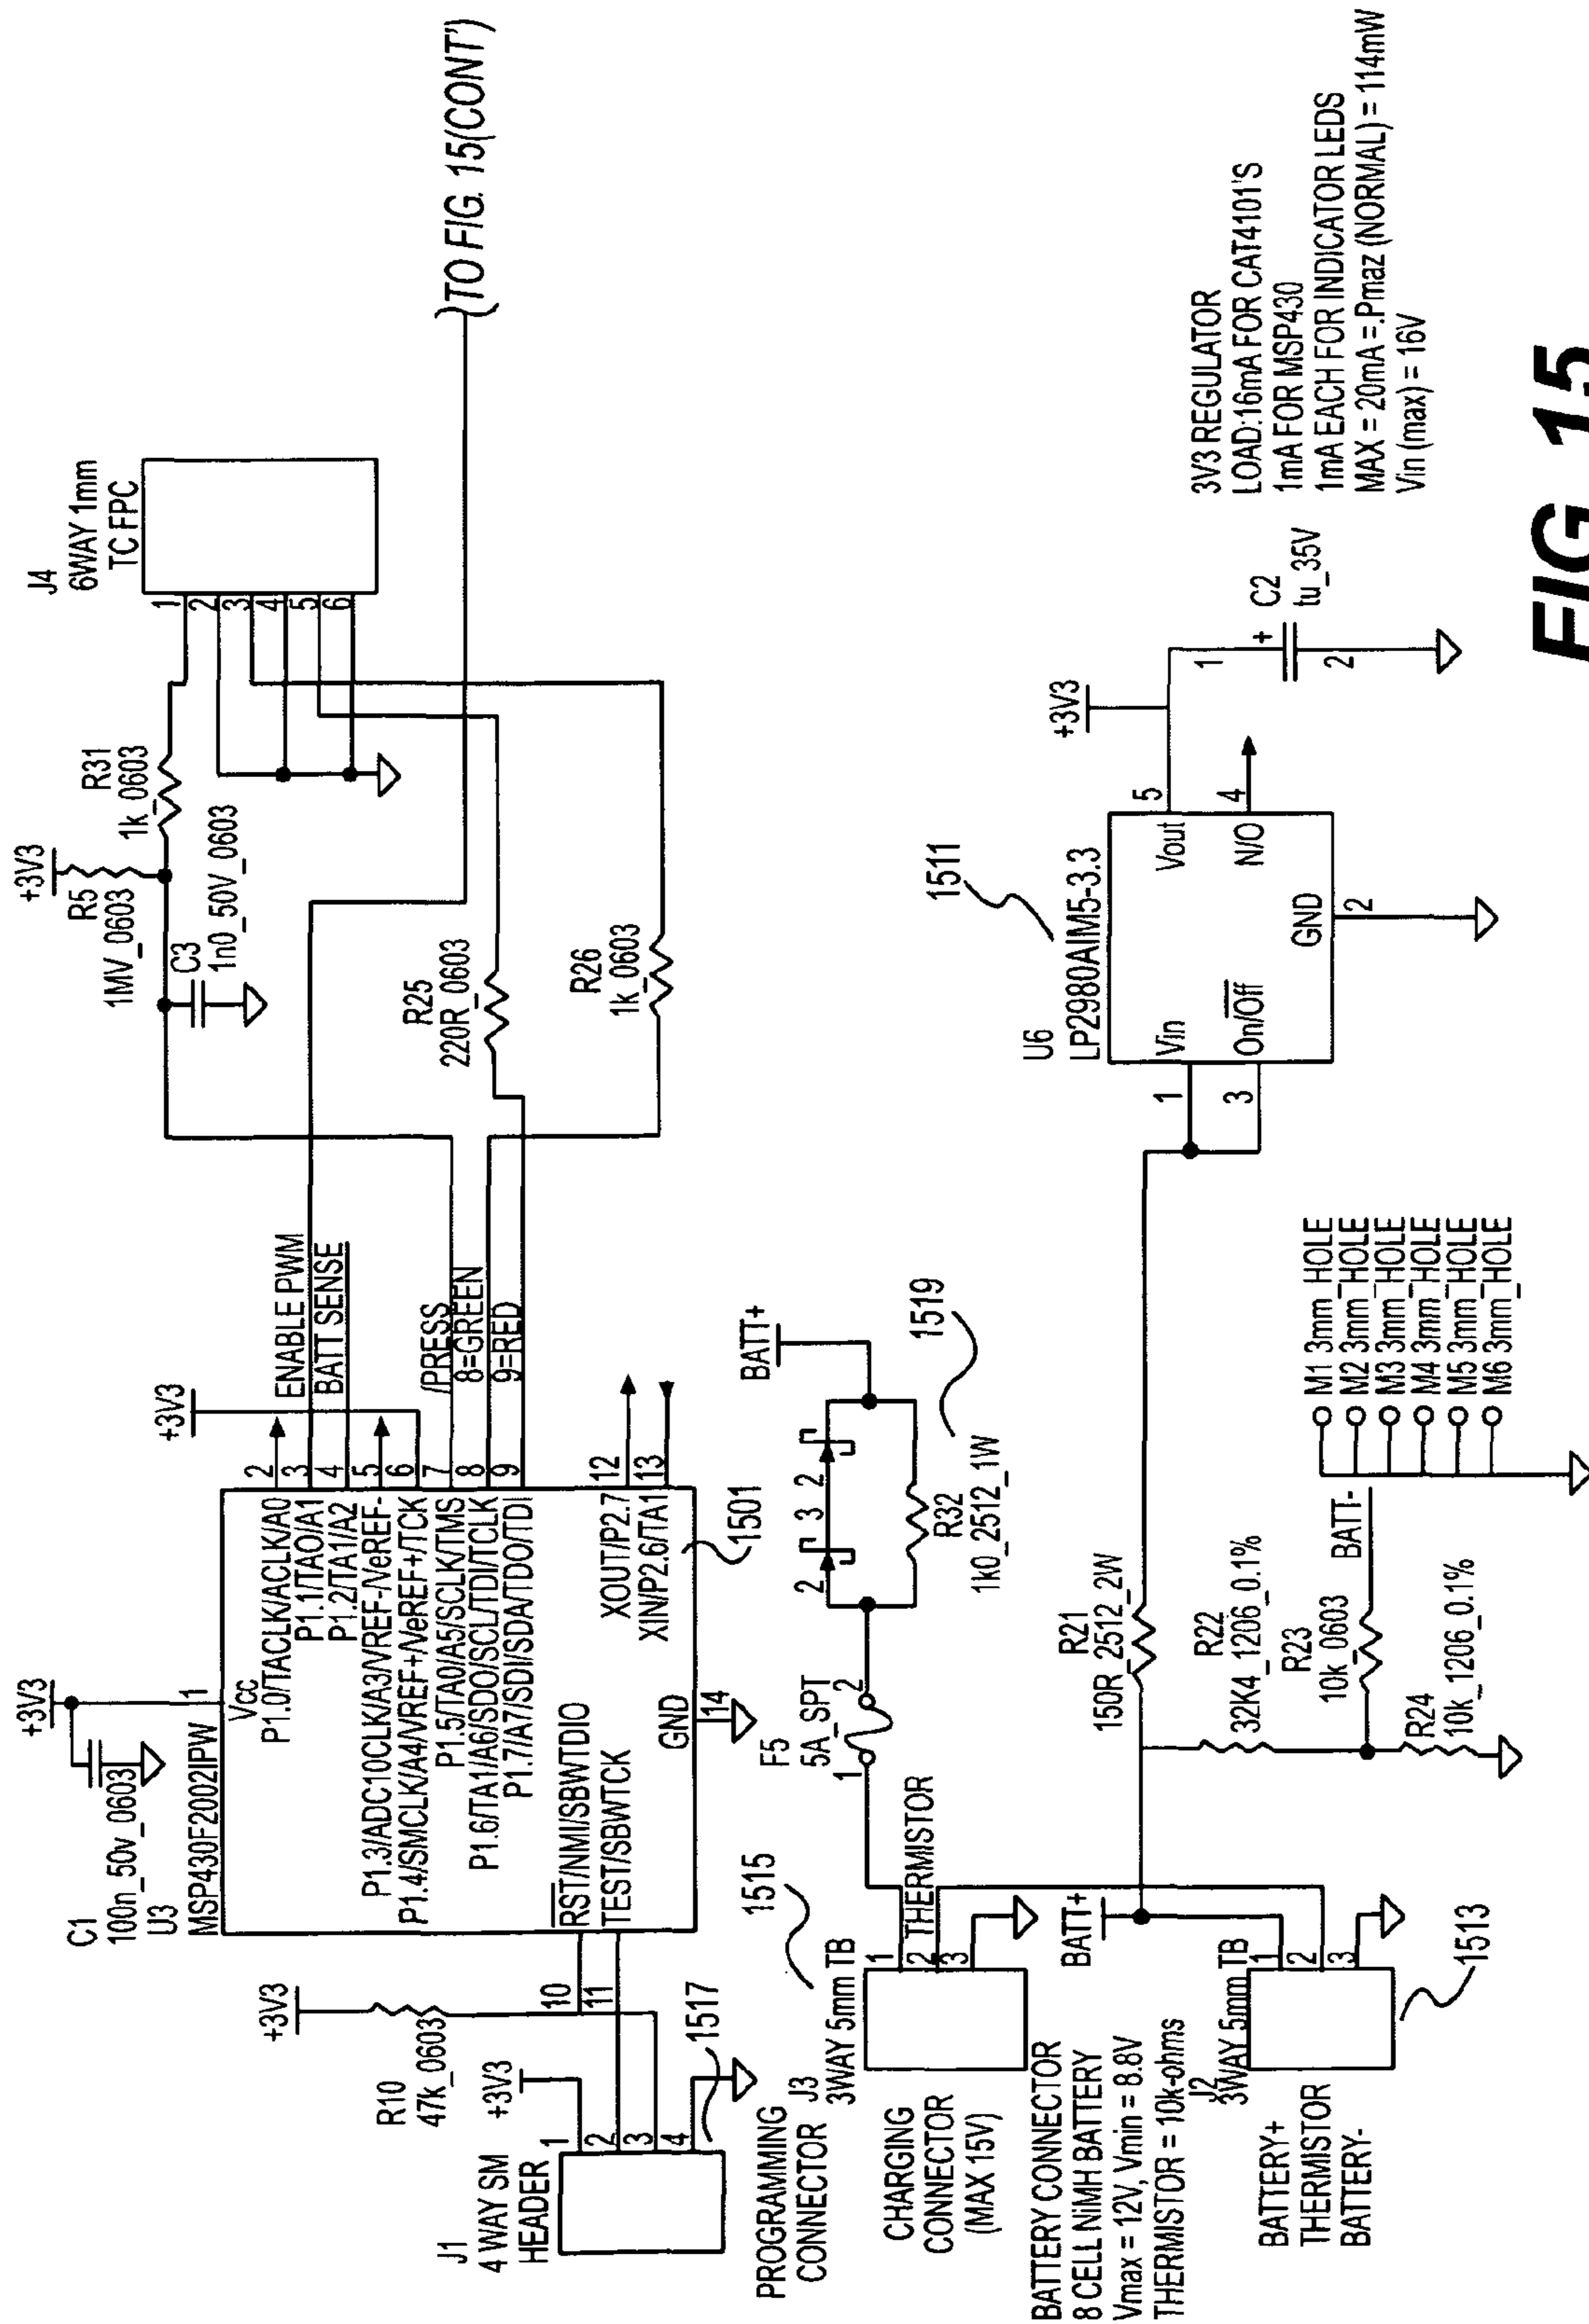 +3V3
C1
100n_50v_0603
U3
MSP430F2002IPW
1
Vcc
P1.0/TACLK/ACLK/A0
P1.1/TAO/A1
P1.2/TA1/A2
P1.3/ADC10CLK/A3/VREF-/VeREF-
P1.4/SMCLK/A4/VREF+/VeREF+/TCK
P1.5/TA0/A5/SCLK/TMS
P1.6/TA1/A6/SDO/SCL/TDI/TCLK
P1.7/A7/SDI/SDA/TDO/TDI
RST/NMI/SBWTDIO
TEST/SBWTCK
XOUT/P2.7
XIN/P2.6/TA1
GND
14
2
3
4
5
6
7
8
9
12
13
10
11
1501
+3V3
ENABLE PWM
BATT SENSE
/PRESS
8=GREEN
9=RED
+3V3
R10
47k_0603
+3V3
J1
4 WAY SM
HEADER
1
2
3
4
1517
PROGRAMMING
CONNECTOR
+3V3
R5
1MV_0603
C3
1n0_50V_0603
R31
1k_0603
R25
220R_0603
R26
1k_0603
J4
6WAY 1mm
TC FPC
1
2
3
4
5
6
TO FIG. 15(CONT')
J3
3WAY 5mm TB
1515
1
2
3
THERMISTOR
CHARGING
CONNECTOR
(MAX 15V)
F5
5A_SPT
1
2
2
3
2
R32
1k0_2512_1W
BATT+
1519
BATTERY CONNECTOR
8 CELL NiMH BATTERY
Vmax = 12V, Vmin = 8.8V
THERMISTOR = 10k-ohms
BATT+
J2
3WAY 5mm TB
1
2
3
1513
BATTERY+
THERMISTOR
BATTERY-
R21
150R_2512_2W
R22
32K4_1206_0.1%
R23
10k_0603
BATT-
R24
10k_1206_0.1%
M1 3mm_HOLE
M2 3mm_HOLE
M3 3mm_HOLE
M4 3mm_HOLE
M5 3mm_HOLE
M6 3mm_HOLE
U6
LP2980AIM5-3.3
1511
1
3
Vin
On/Off
Vout
N/O
GND
5
4
2
+3V3
1
+
2
C2
tu_35V
3V3 REGULATOR
LOAD:16mA FOR CAT4101'S
1mA FOR MSP430
1mA EACH FOR INDICATOR LEDS
MAX = 20mA =.Pmaz (NORMAL) = 114mW
Vin (max) = 16V
FIG. 15